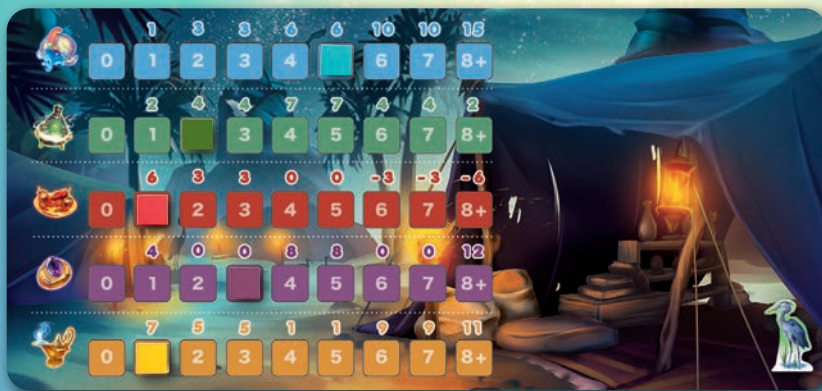 1 3 3 6 6 10 10 15
0 1 2 3 4 6 7 8+
2 4 4 7 7 4 4 2
0 1 3 4 5 6 7 8+
6 3 3 0 0 -3 -3 -6
0 2 3 4 5 6 7 8+
4 0 0 8 8 0 0 12
0 1 2 4 5 6 7 8+
7 5 5 1 1 9 9 11
0 2 3 4 5 6 7 8+